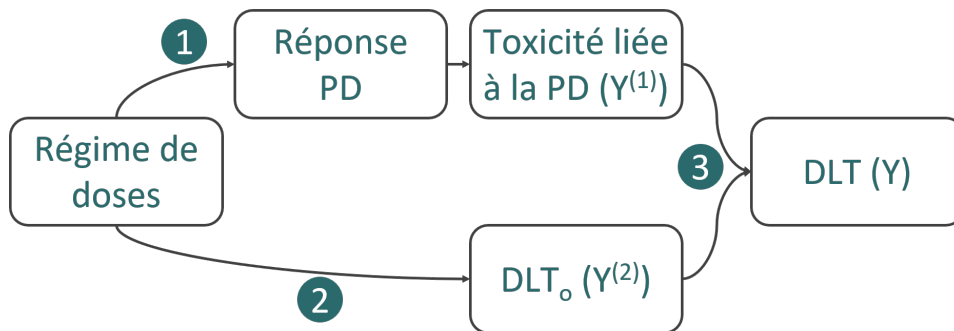 1
Réponse
PD
Toxicité liée
à la PD (Y(1))
Régime de
doses
3
DLT (Y)
2
DLTo (Y(2))